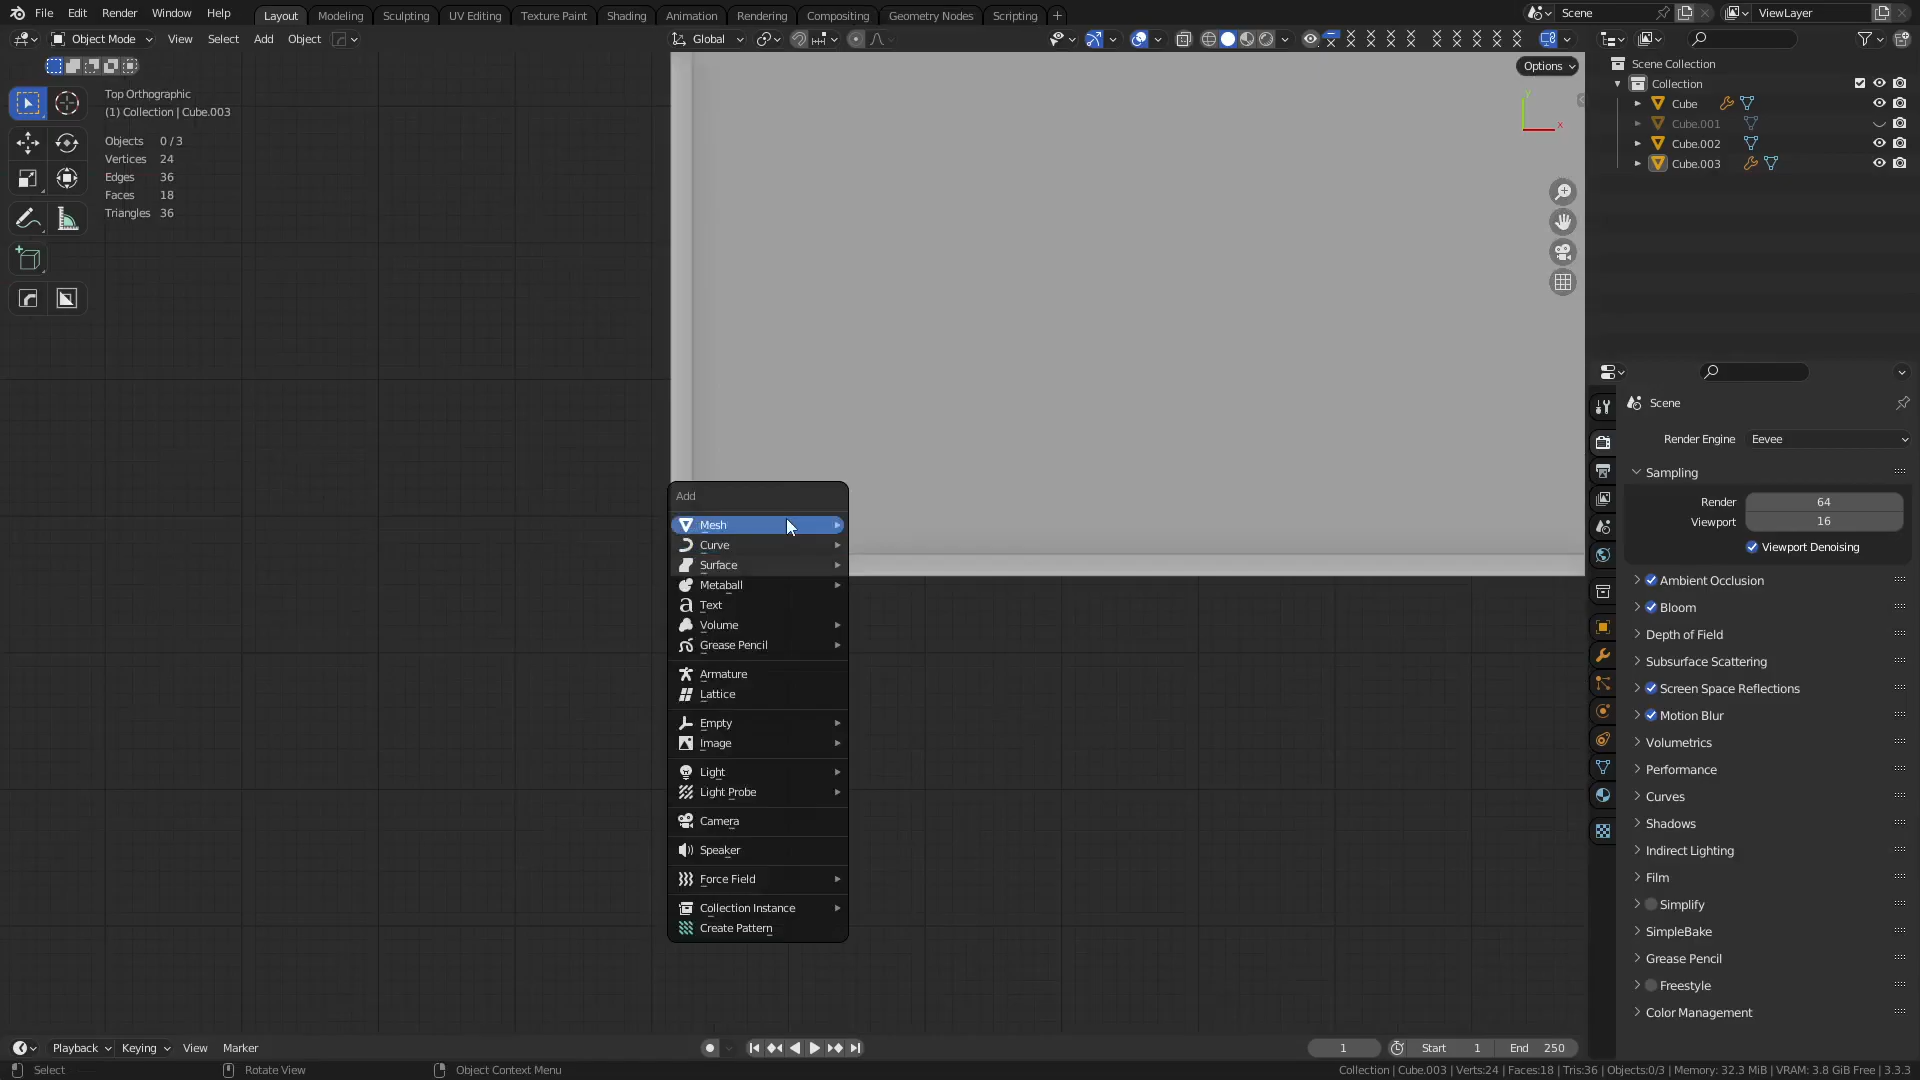 File Edit Render Window Help Layout Modeling Sculpting UV Editing Texture Paint Shading Animation Rendering Compositing Geometry Nodes Scripting + Scene ViewLayer
Object Mode View Select Add Object Global
Options
Top Orthographic
(1) Collection | Cube.003
Objects 0 / 3
Vertices 24
Edges 36
Faces 18
Triangles 36
Y
X
Add
Mesh
Curve
Surface
Metaball
Text
Volume
Grease Pencil
Armature
Lattice
Empty
Image
Light
Light Probe
Camera
Speaker
Force Field
Collection Instance
Create Pattern
Scene Collection
Collection
Cube
Cube.001
Cube.002
Cube.003
Scene
Render Engine Eevee
Sampling
Render 64
Viewport 16
Viewport Denoising
Ambient Occlusion
Bloom
Depth of Field
Subsurface Scattering
Screen Space Reflections
Motion Blur
Volumetrics
Performance
Curves
Shadows
Indirect Lighting
Film
Simplify
SimpleBake
Grease Pencil
Freestyle
Color Management
Playback Keying View Marker 1 Start 1 End 250
Select Rotate View Object Context Menu Collection | Cube.003 | Verts:24 | Faces:18 | Tris:36 | Objects:0/3 | Memory: 32.3 MiB | VRAM: 3.8 GiB Free | 3.3.3